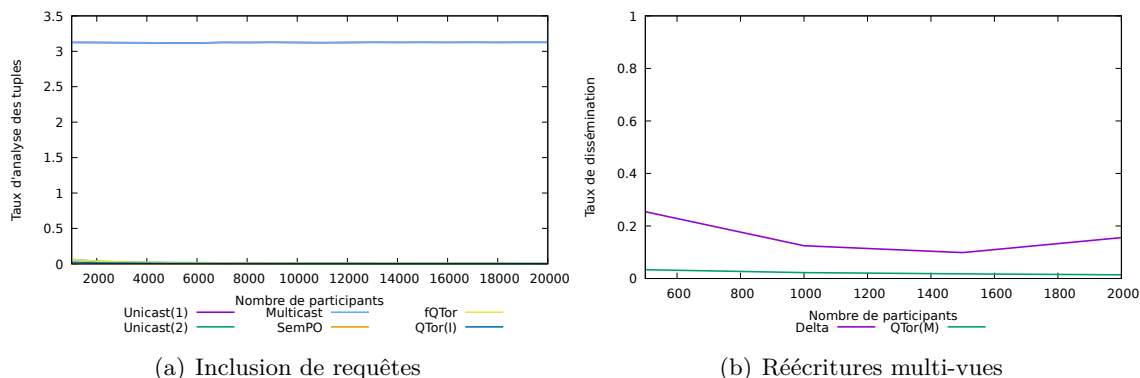 Taux d'analyse des tuples
3.5
3
2.5
2
1.5
1
0.5
0
2000 4000 6000 8000 10000 12000 14000 16000 18000 20000
Nombre de participants
Unicast(1) Multicast fQTor
Unicast(2) SemPO QTor(I)
(a) Inclusion de requêtes
Taux de dissémination
1
0.8
0.6
0.4
0.2
0
600 800 1000 1200 1400 1600 1800 2000
Nombre de participants
Delta QTor(M)
(b) Réécritures multi-vues